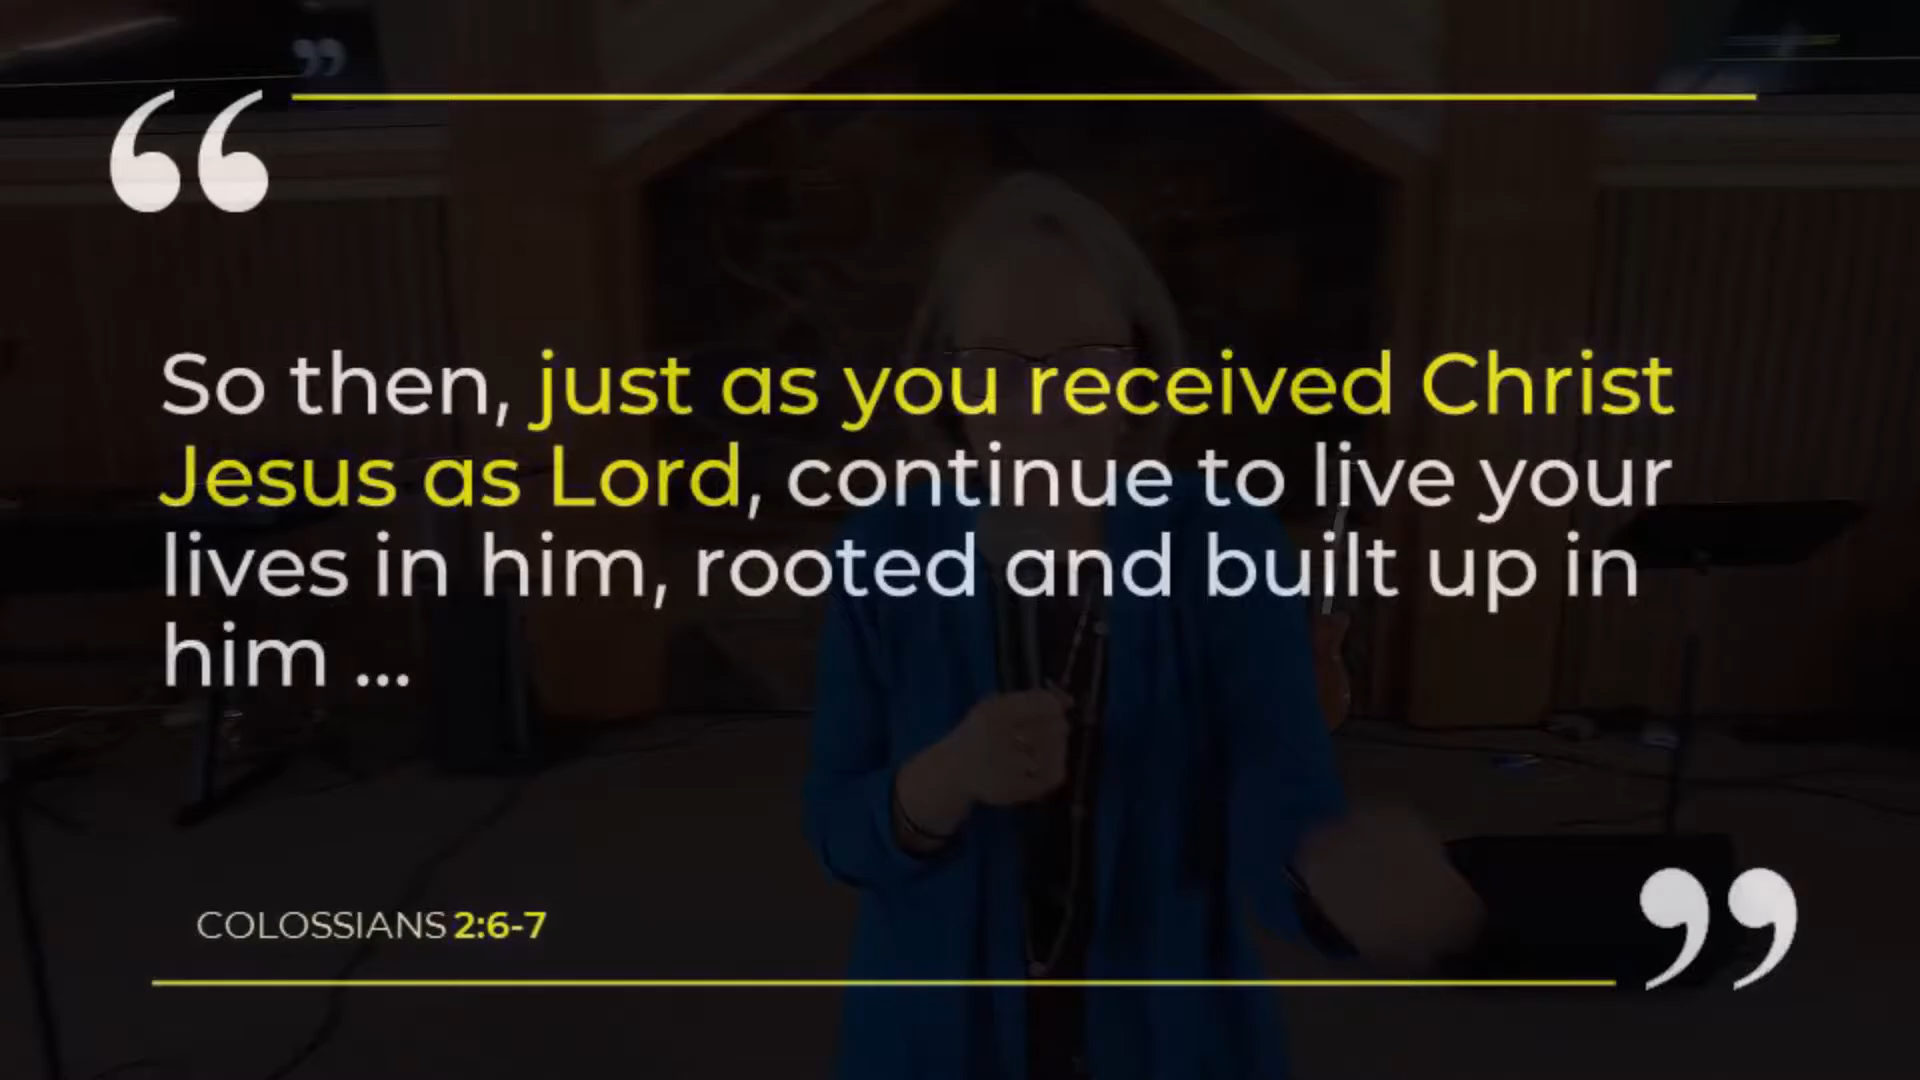 “
So then, just as you received Christ
Jesus as Lord, continue to live your
lives in him, rooted and built up in
him ...
COLOSSIANS 2:6-7
”